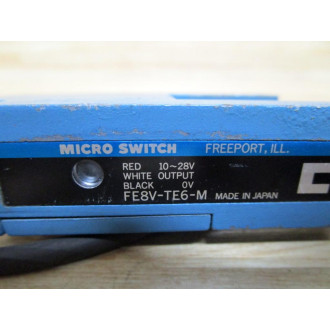 MICRO SWITCH FREEPORT, ILL.
RED 10~28V
WHITE OUTPUT
BLACK 0V
FE8V-TE6-M MADE IN JAPAN